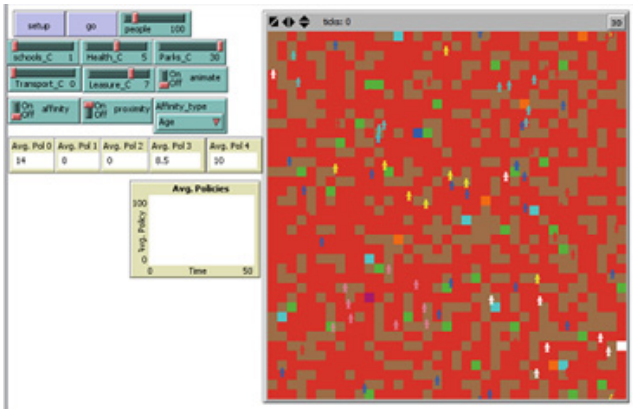 setup go people 100
ticks: 0 3D
schools_C 1 Health_C 5 Parks_C 30
Transport_C 0 Leasure_C 7 On Off animate
On Off affinity On Off proximity Affinity_type
Age
Avg. Pol 0 Avg. Pol 1 Avg. Pol 2 Avg. Pol 3 Avg. Pol 4
14 0 0 8.5 10
Avg. Policies
100
Avg. Policy
0
0 Time 50